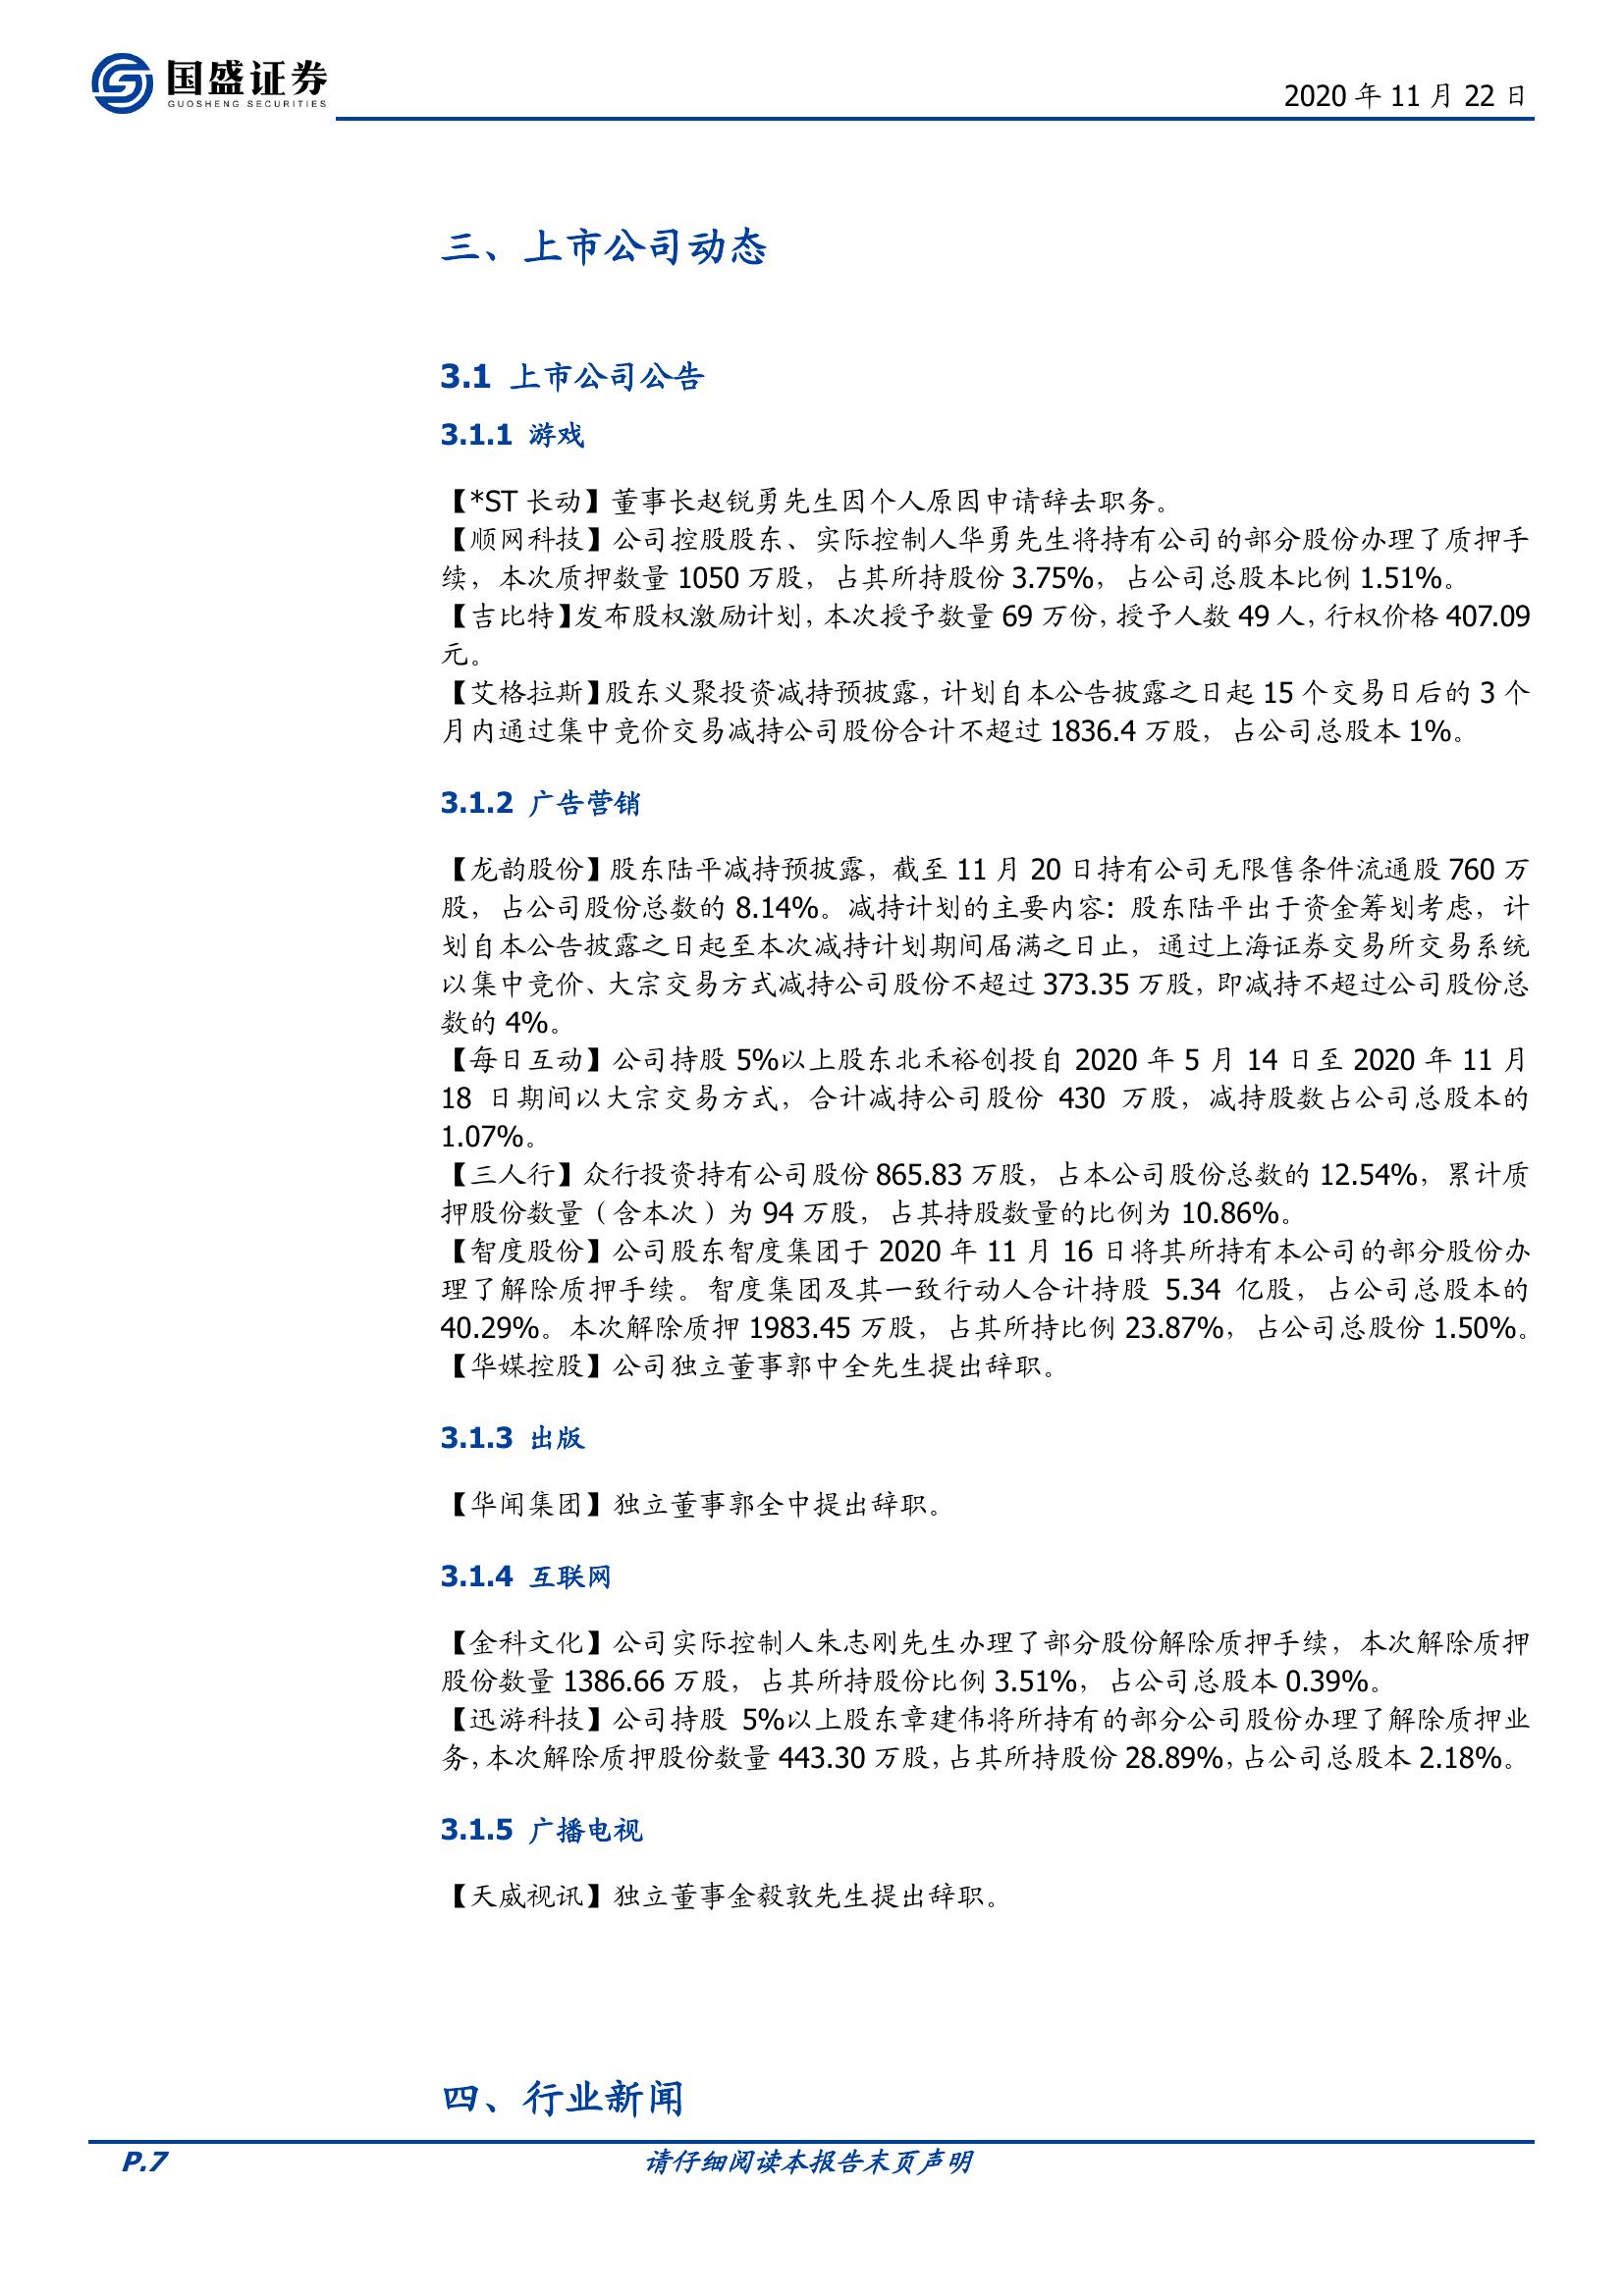 国盛证券
GUOSHENG SECURITIES
2020 年 11 月 22 日
三、上市公司动态
3.1 上市公司公告
3.1.1 游戏
【*ST 长动】董事长赵锐勇先生因个人原因申请辞去职务。
【顺网科技】公司控股股东、实际控制人华勇先生将持有公司的部分股份办理了质押手
续，本次质押数量 1050 万股，占其所持股份 3.75%，占公司总股本比例 1.51%。
【吉比特】发布股权激励计划，本次授予数量 69 万份，授予人数 49 人，行权价格 407.09
元。
【艾格拉斯】股东义聚投资减持预披露，计划自本公告披露之日起 15 个交易日后的 3 个
月内通过集中竞价交易减持公司股份合计不超过 1836.4 万股，占公司总股本 1%。
3.1.2 广告营销
【龙韵股份】股东陆平减持预披露，截至 11 月 20 日持有公司无限售条件流通股 760 万
股，占公司股份总数的 8.14%。减持计划的主要内容：股东陆平出于资金筹划考虑，计
划自本公告披露之日起至本次减持计划期间届满之日止，通过上海证券交易所交易系统
以集中竞价、大宗交易方式减持公司股份不超过 373.35 万股，即减持不超过公司股份总
数的 4%。
【每日互动】公司持股 5%以上股东北禾裕创投自 2020 年 5 月 14 日至 2020 年 11 月
18 日期间以大宗交易方式，合计减持公司股份 430 万股，减持股数占公司总股本的
1.07%。
【三人行】众行投资持有公司股份 865.83 万股，占本公司股份总数的 12.54%，累计质
押股份数量（含本次）为 94 万股，占其持股数量的比例为 10.86%。
【智度股份】公司股东智度集团于 2020 年 11 月 16 日将其所持有本公司的部分股份办
理了解除质押手续。智度集团及其一致行动人合计持股 5.34 亿股，占公司总股本的
40.29%。本次解除质押 1983.45 万股，占其所持比例 23.87%，占公司总股份 1.50%。
【华媒控股】公司独立董事郭中全先生提出辞职。
3.1.3 出版
【华闻集团】独立董事郭全中提出辞职。
3.1.4 互联网
【金科文化】公司实际控制人朱志刚先生办理了部分股份解除质押手续，本次解除质押
股份数量 1386.66 万股，占其所持股份比例 3.51%，占公司总股本 0.39%。
【迅游科技】公司持股 5%以上股东章建伟将所持有的部分公司股份办理了解除质押业
务，本次解除质押股份数量 443.30 万股，占其所持股份 28.89%，占公司总股本 2.18%。
3.1.5 广播电视
【天威视讯】独立董事金毅敦先生提出辞职。
四、行业新闻
P.7
请仔细阅读本报告末页声明